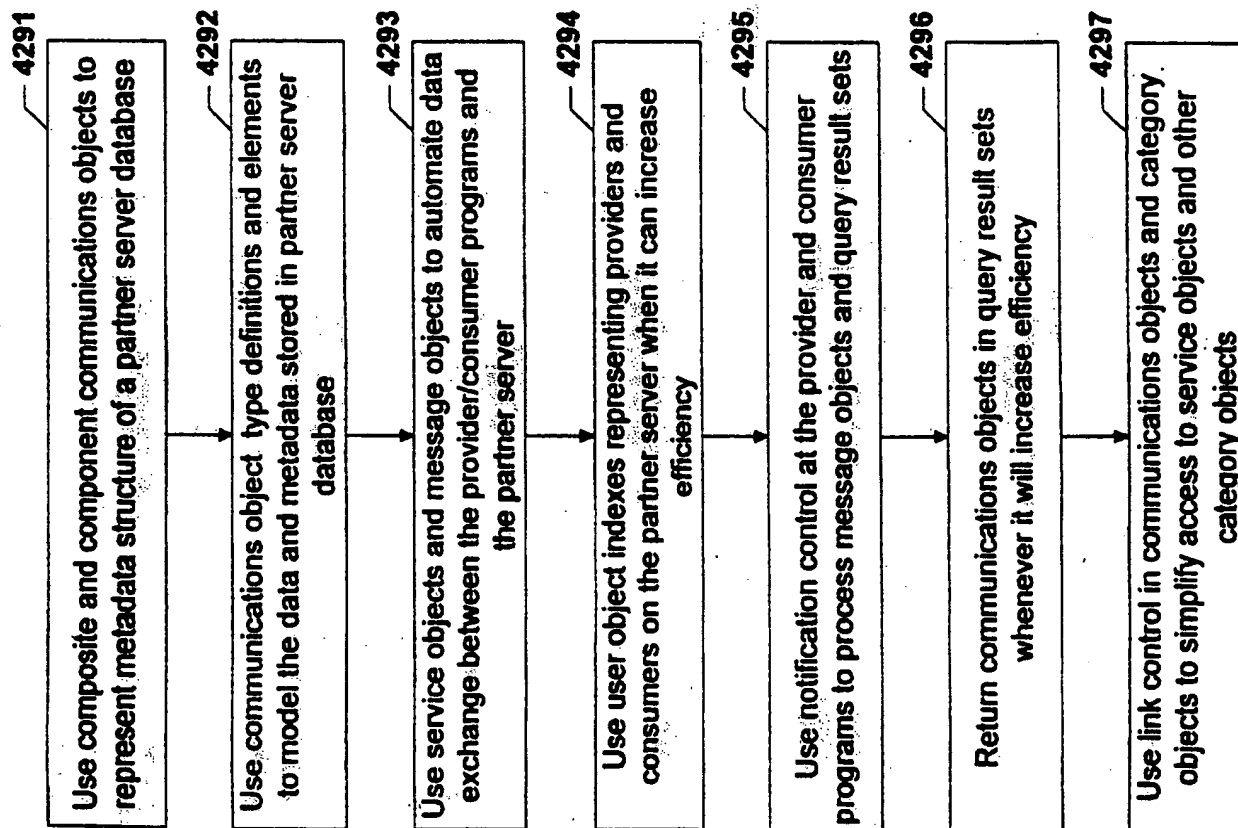 4291
Use composite and component communications objects to
represent metadata structure of a partner server database
4292
Use communications object type definitions and elements
to model the data and metadata stored in partner server
database
4293
Use service objects and message objects to automate data
exchange between the provider/consumer programs and
the partner server
4294
Use user object indexes representing providers and
consumers on the partner server when it can increase
efficiency
4295
Use notification control at the provider and consumer
programs to process message objects and query result sets
4296
Return communications objects in query result sets
whenever it will increase efficiency
4297
Use link control in communications objects and category
objects to simplify access to service objects and other
category objects